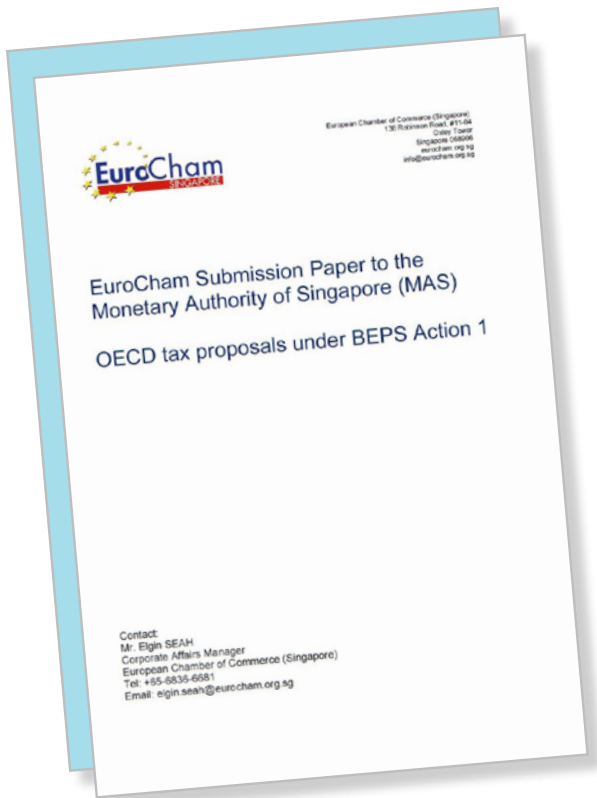 European Chamber of Commerce (Singapore)
136 Robinson Road, #11-04
Oxley Tower
Singapore 068906
eurocham.org.sg
info@eurocham.org.sg
EuroCham
SINGAPORE
EuroCham Submission Paper to the
Monetary Authority of Singapore (MAS)
OECD tax proposals under BEPS Action 1
Contact:
Mr. Elgin SEAH
Corporate Affairs Manager
European Chamber of Commerce (Singapore)
Tel: +65-6836-6681
Email: elgin.seah@eurocham.org.sg